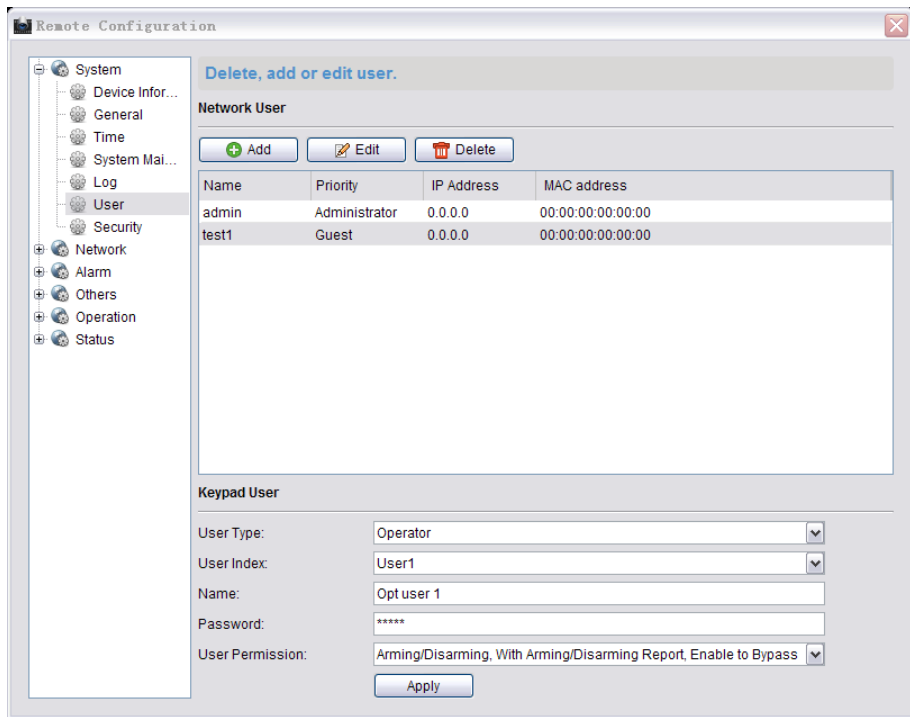 Remote Configuration
System
Device Infor...
General
Time
System Mai...
Log
User
Security
Network
Alarm
Others
Operation
Status
Delete, add or edit user.
Network User
Add Edit Delete
Name Priority IP Address MAC address
admin Administrator 0.0.0.0 00:00:00:00:00:00
test1 Guest 0.0.0.0 00:00:00:00:00:00
Keypad User
User Type: Operator
User Index: User1
Name: Opt user 1
Password: *****
User Permission: Arming/Disarming, With Arming/Disarming Report, Enable to Bypass
Apply